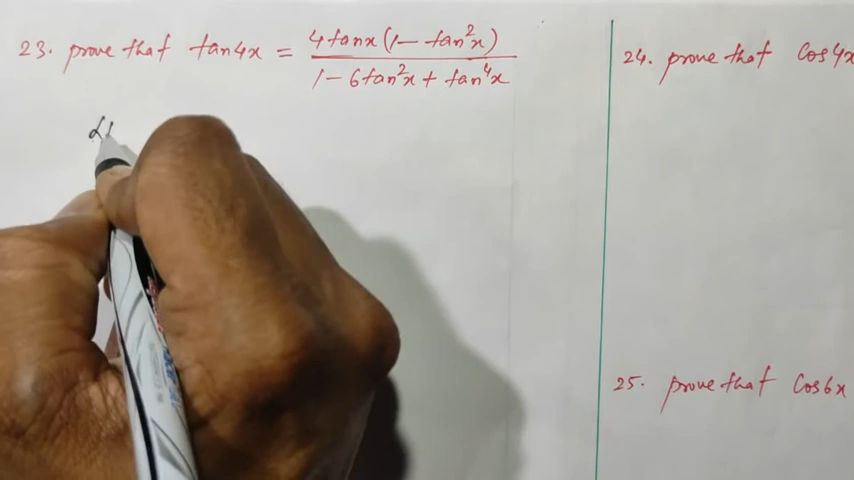 23. prove that tan4x = 4tanx(1 - tan²x) / 1 - 6tan²x + tan⁴x
24. prove that Cos4x
25. prove that Cos6x